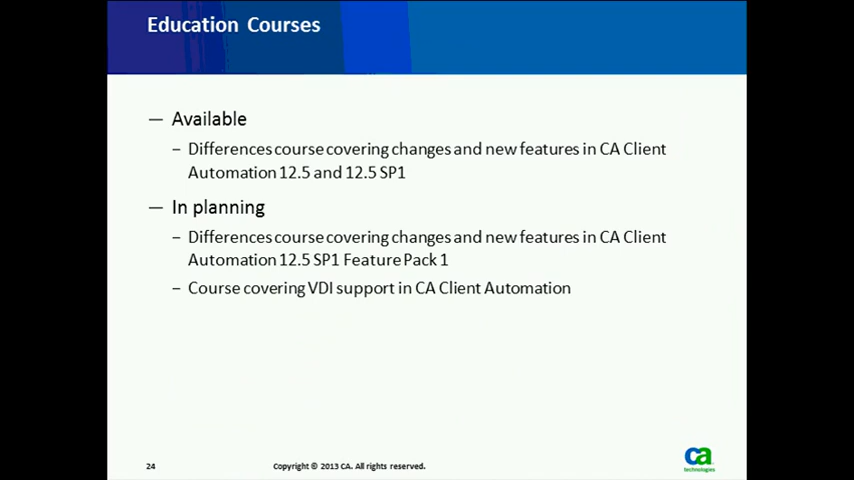 Education Courses
— Available
– Differences course covering changes and new features in CA Client
Automation 12.5 and 12.5 SP1
— In planning
– Differences course covering changes and new features in CA Client
Automation 12.5 SP1 Feature Pack 1
– Course covering VDI support in CA Client Automation
24
Copyright © 2013 CA. All rights reserved.
ca
technologies